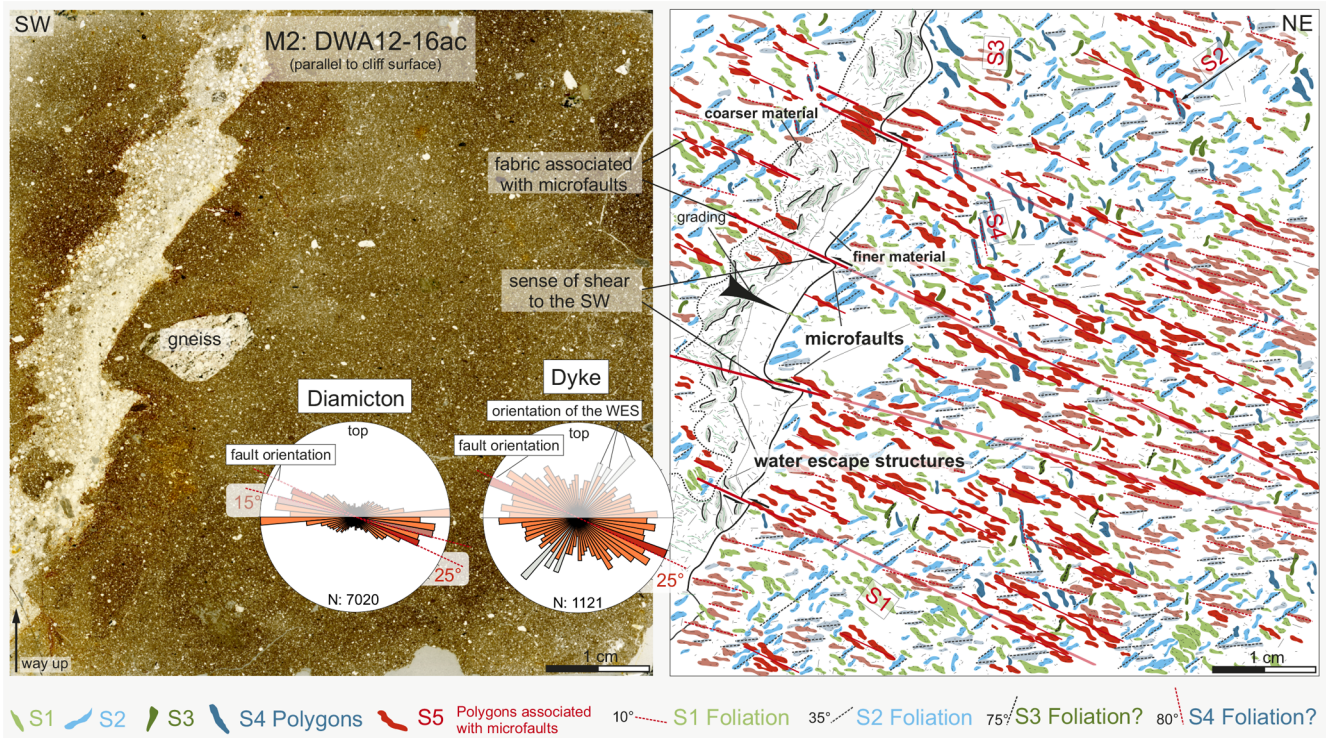 SW
M2: DWA12-16ac
(parallel to cliff surface)
gneiss
Diamicton
top
fault orientation
15°
25°
N: 7020
Dyke
orientation of the WES
top
fault orientation
25°
N: 1121
way up
1 cm
NE
S3
S2
coarser material
fabric associated
with microfaults
grading
S4
finer material
sense of shear
to the SW
microfaults
water escape structures
S1
1 cm
S1
S2
S3
S4 Polygons
S5
Polygons associated
with microfaults
10°
S1 Foliation
35°
S2 Foliation
75°
S3 Foliation?
80°
S4 Foliation?